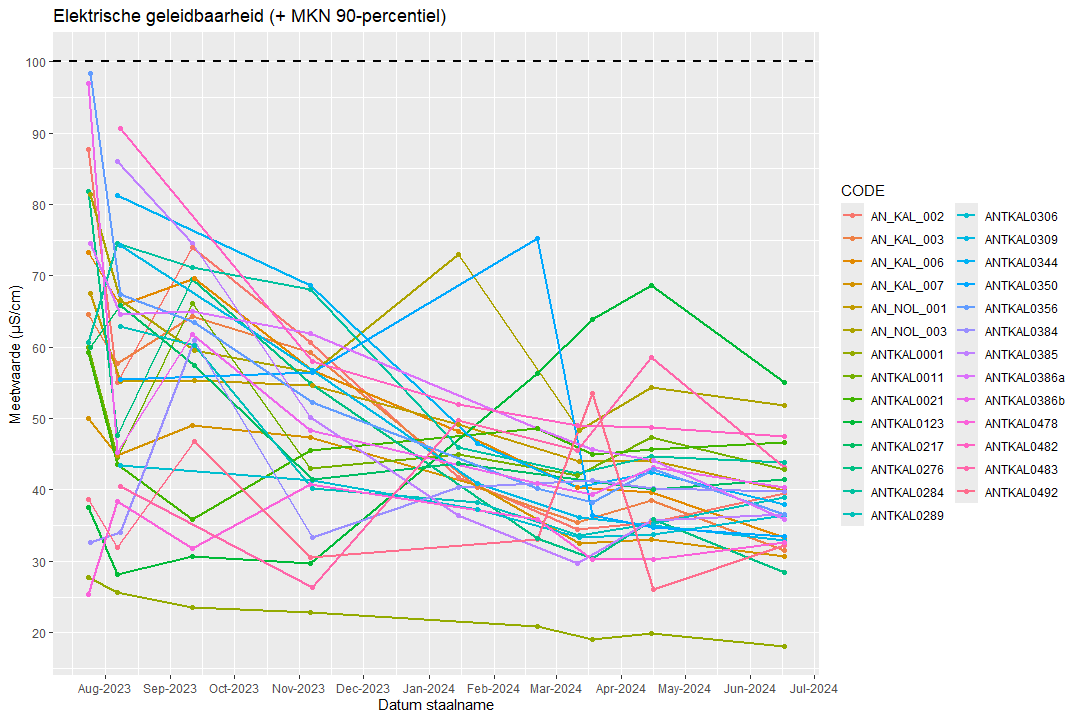 Elektrische geleidbaarheid (+ MKN 90-percentiel)
Meetwaarde (µS/cm)
100
90
80
70
60
50
40
30
20
Aug-2023 Sep-2023 Oct-2023 Nov-2023 Dec-2023 Jan-2024 Feb-2024 Mar-2024 Apr-2024 May-2024 Jun-2024 Jul-2024
Datum staalname
CODE
AN_KAL_002 ANTKAL0306
AN_KAL_003 ANTKAL0309
AN_KAL_006 ANTKAL0344
AN_KAL_007 ANTKAL0350
AN_NOL_001 ANTKAL0356
AN_NOL_003 ANTKAL0384
ANTKAL0001 ANTKAL0385
ANTKAL0011 ANTKAL0386a
ANTKAL0021 ANTKAL0386b
ANTKAL0123 ANTKAL0478
ANTKAL0217 ANTKAL0482
ANTKAL0276 ANTKAL0483
ANTKAL0284 ANTKAL0492
ANTKAL0289